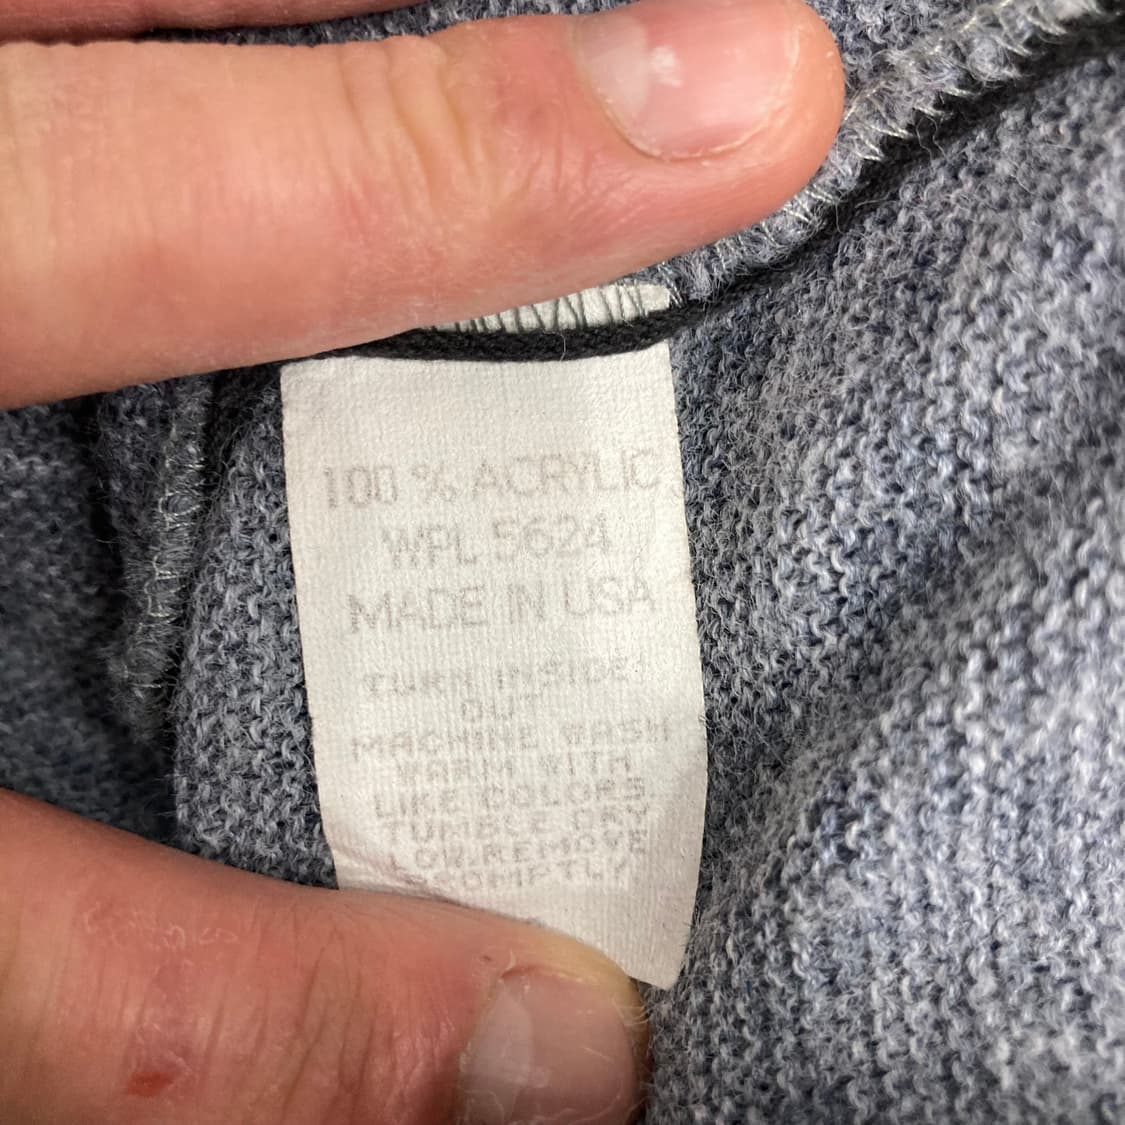 100 % ACRYLIC
WPL 5624
MADE IN USA
TURN INSIDE
OUT
MACHINE WASH
WARM WITH
LIKE COLORS
TUMBLE DRY
LOW.REMOVE
OMPTLY